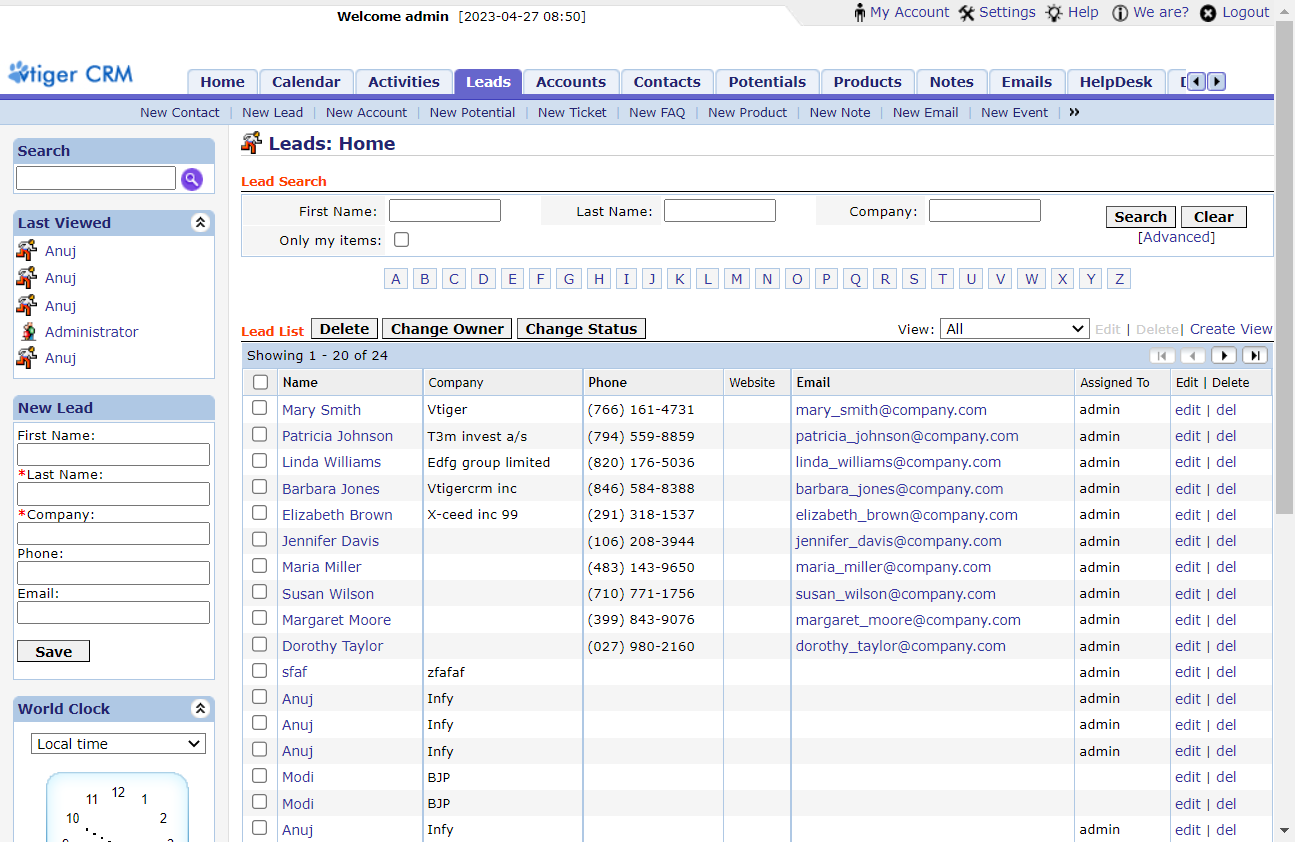 Welcome admin [2023-04-27 08:50]
My Account Settings Help We are? Logout
vtiger CRM
Home Calendar Activities Leads Accounts Contacts Potentials Products Notes Emails HelpDesk
New Contact | New Lead | New Account | New Potential | New Ticket | New FAQ | New Product | New Note | New Email | New Event | »
Search
Last Viewed
Anuj
Anuj
Anuj
Administrator
Anuj
New Lead
First Name:
*Last Name:
*Company:
Phone:
Email:
Save
World Clock
Local time
11 12 1
10 2
Leads: Home
Lead Search
First Name: Last Name: Company: Search Clear
Only my items: [Advanced]
A B C D E F G H I J K L M N O P Q R S T U V W X Y Z
Lead List Delete Change Owner Change Status View: All Edit | Delete | Create View
Showing 1 - 20 of 24
Name Company Phone Website Email Assigned To Edit | Delete
Mary Smith Vtiger (766) 161-4731 mary_smith@company.com admin edit | del
Patricia Johnson T3m invest a/s (794) 559-8859 patricia_johnson@company.com admin edit | del
Linda Williams Edfg group limited (820) 176-5036 linda_williams@company.com admin edit | del
Barbara Jones Vtigercrm inc (846) 584-8388 barbara_jones@company.com admin edit | del
Elizabeth Brown X-ceed inc 99 (291) 318-1537 elizabeth_brown@company.com admin edit | del
Jennifer Davis (106) 208-3944 jennifer_davis@company.com admin edit | del
Maria Miller (483) 143-9650 maria_miller@company.com admin edit | del
Susan Wilson (710) 771-1756 susan_wilson@company.com admin edit | del
Margaret Moore (399) 843-9076 margaret_moore@company.com admin edit | del
Dorothy Taylor (027) 980-2160 dorothy_taylor@company.com admin edit | del
sfaf zfafaf admin edit | del
Anuj Infy admin edit | del
Anuj Infy admin edit | del
Anuj Infy admin edit | del
Modi BJP edit | del
Modi BJP edit | del
Anuj Infy admin edit | del